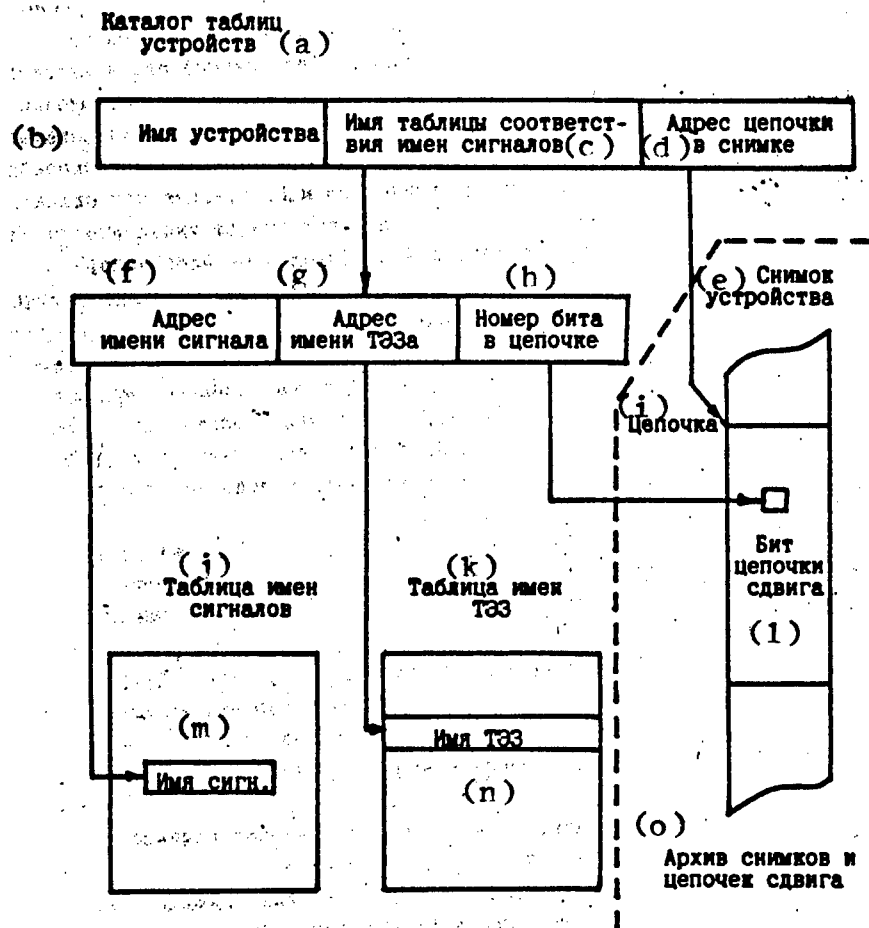 Каталог таблиц
устройств (a)
(b) Имя устройства
Имя таблицы соответст-
вия имен сигналов (c)
Адрес цепочки
(d) в снимке
(f) (g) (h)
Адрес
имени сигнала
Адрес
имени ТЭЗа
Номер бита
в цепочке
(e) Снимок
устройства
(i)
Цепочка
Бит
цепочки
сдвига
(l)
(j)
Таблица имен
сигналов
(k)
Таблица имен
ТЭЗ
(m)
Имя сигн.
Имя ТЭЗ
(n)
(o)
Архив снимков и
цепочек сдвига